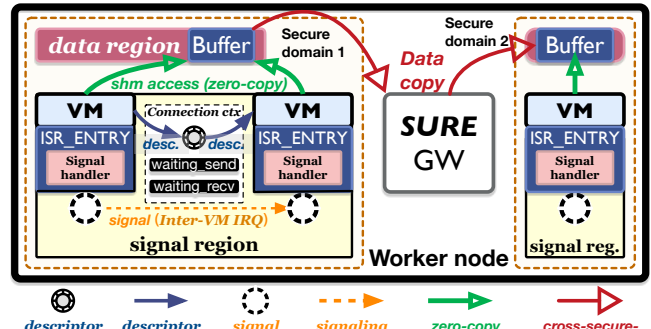 data region
Buffer
Secure
domain 1
Secure
domain 2
Buffer
Data
copy
shm access (zero-copy)
VM
Connection ctx
VM
VM
ISR_ENTRY
desc.
desc.
ISR_ENTRY
SURE
GW
ISR_ENTRY
Signal
handler
waiting_send
waiting_recv
Signal
handler
Signal
handler
signal (Inter-VM IRQ)
signal region
Worker node
signal reg.
descriptor
descriptor
signal
signaling
zero-copy
cross-secure-